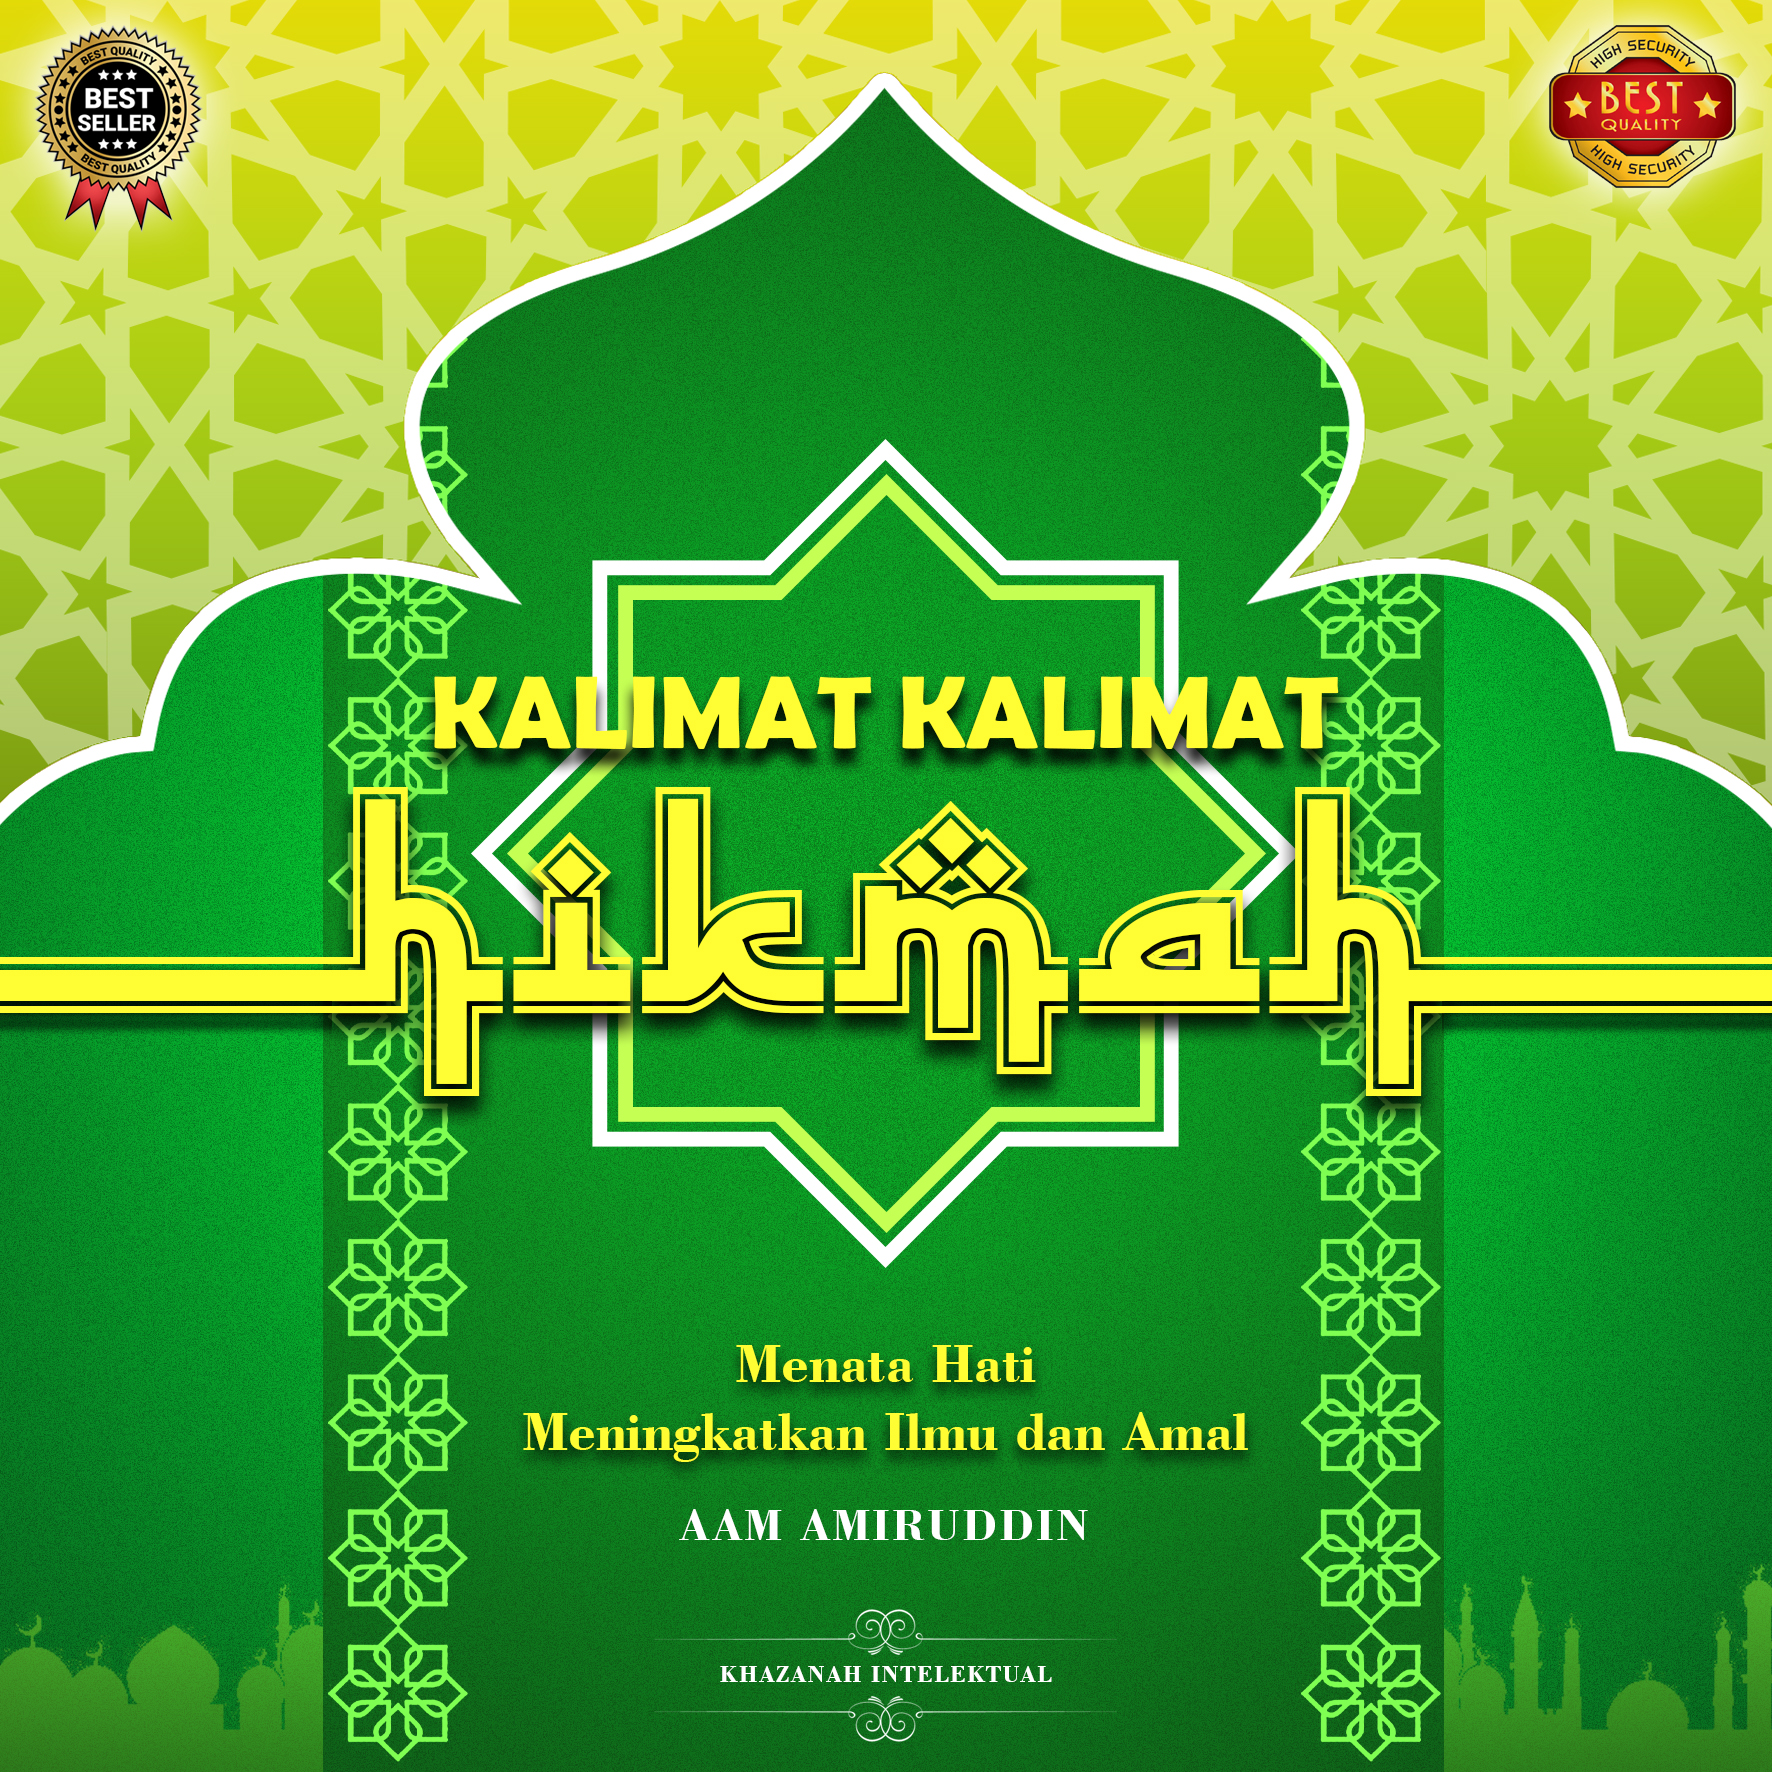 BEST QUALITY
BEST
SELLER
BEST QUALITY
HIGH SECURITY
BEST
QUALITY
HIGH SECURITY
KALIMAT KALIMAT
hikmah
Menata Hati
Meningkatkan Ilmu dan Amal
AAM AMIRUDDIN
KHAZANAH INTELEKTUAL